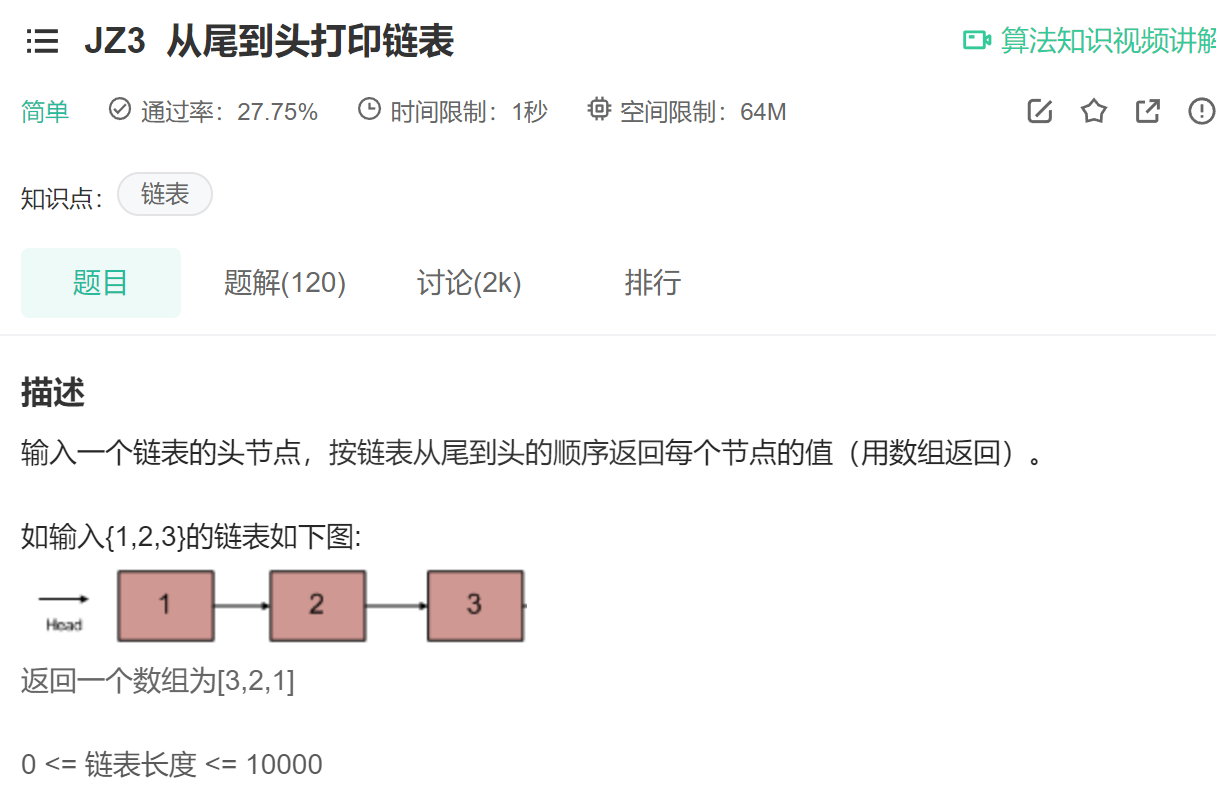 JZ3 从尾到头打印链表 算法知识视频讲解
简单 通过率：27.75% 时间限制：1秒 空间限制：64M
知识点： 链表
题目 题解(120) 讨论(2k) 排行
描述
输入一个链表的头节点，按链表从尾到头的顺序返回每个节点的值（用数组返回）。
如输入{1,2,3}的链表如下图:
Head 1 2 3
返回一个数组为[3,2,1]
0 <= 链表长度 <= 10000